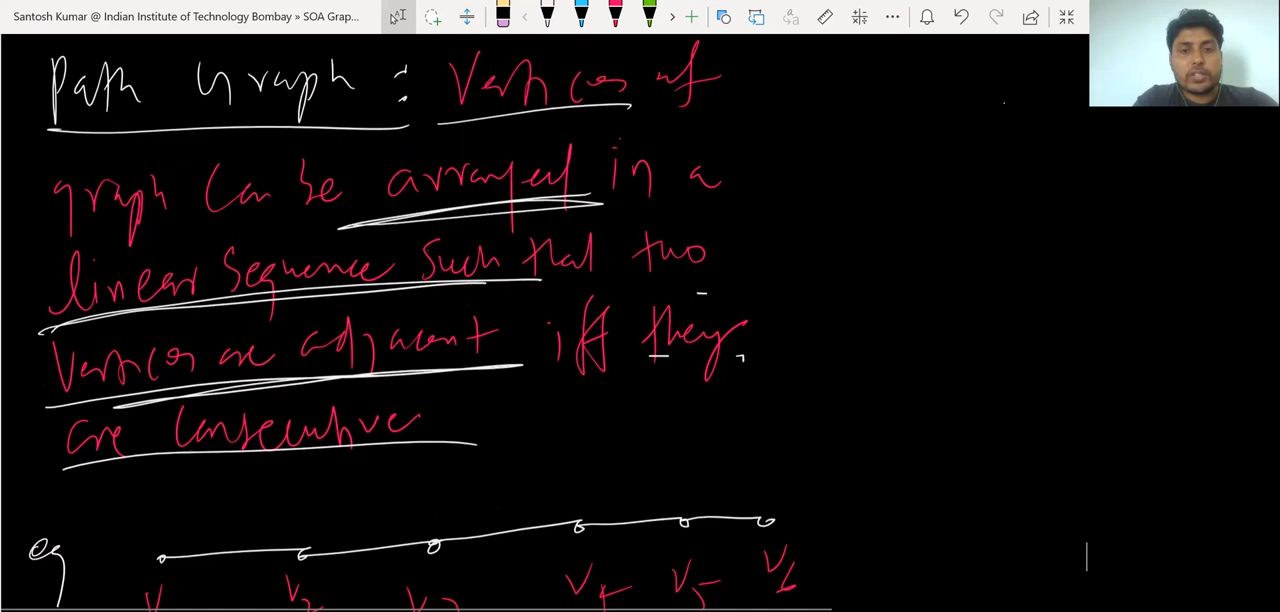 Santosh Kumar @ Indian Institute of Technology Bombay » SOA Grap...
Path Graph : Vertices of
graph can be arranged in a
linear sequence such that two
vertices are adjacent iff they
are consecutive
eg
V V2 V3 V4 V5 V6